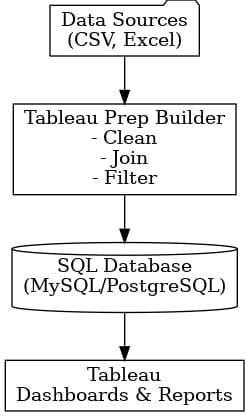 Data Sources
(CSV, Excel)
Tableau Prep Builder
- Clean
- Join
- Filter
SQL Database
(MySQL/PostgreSQL)
Tableau
Dashboards & Reports